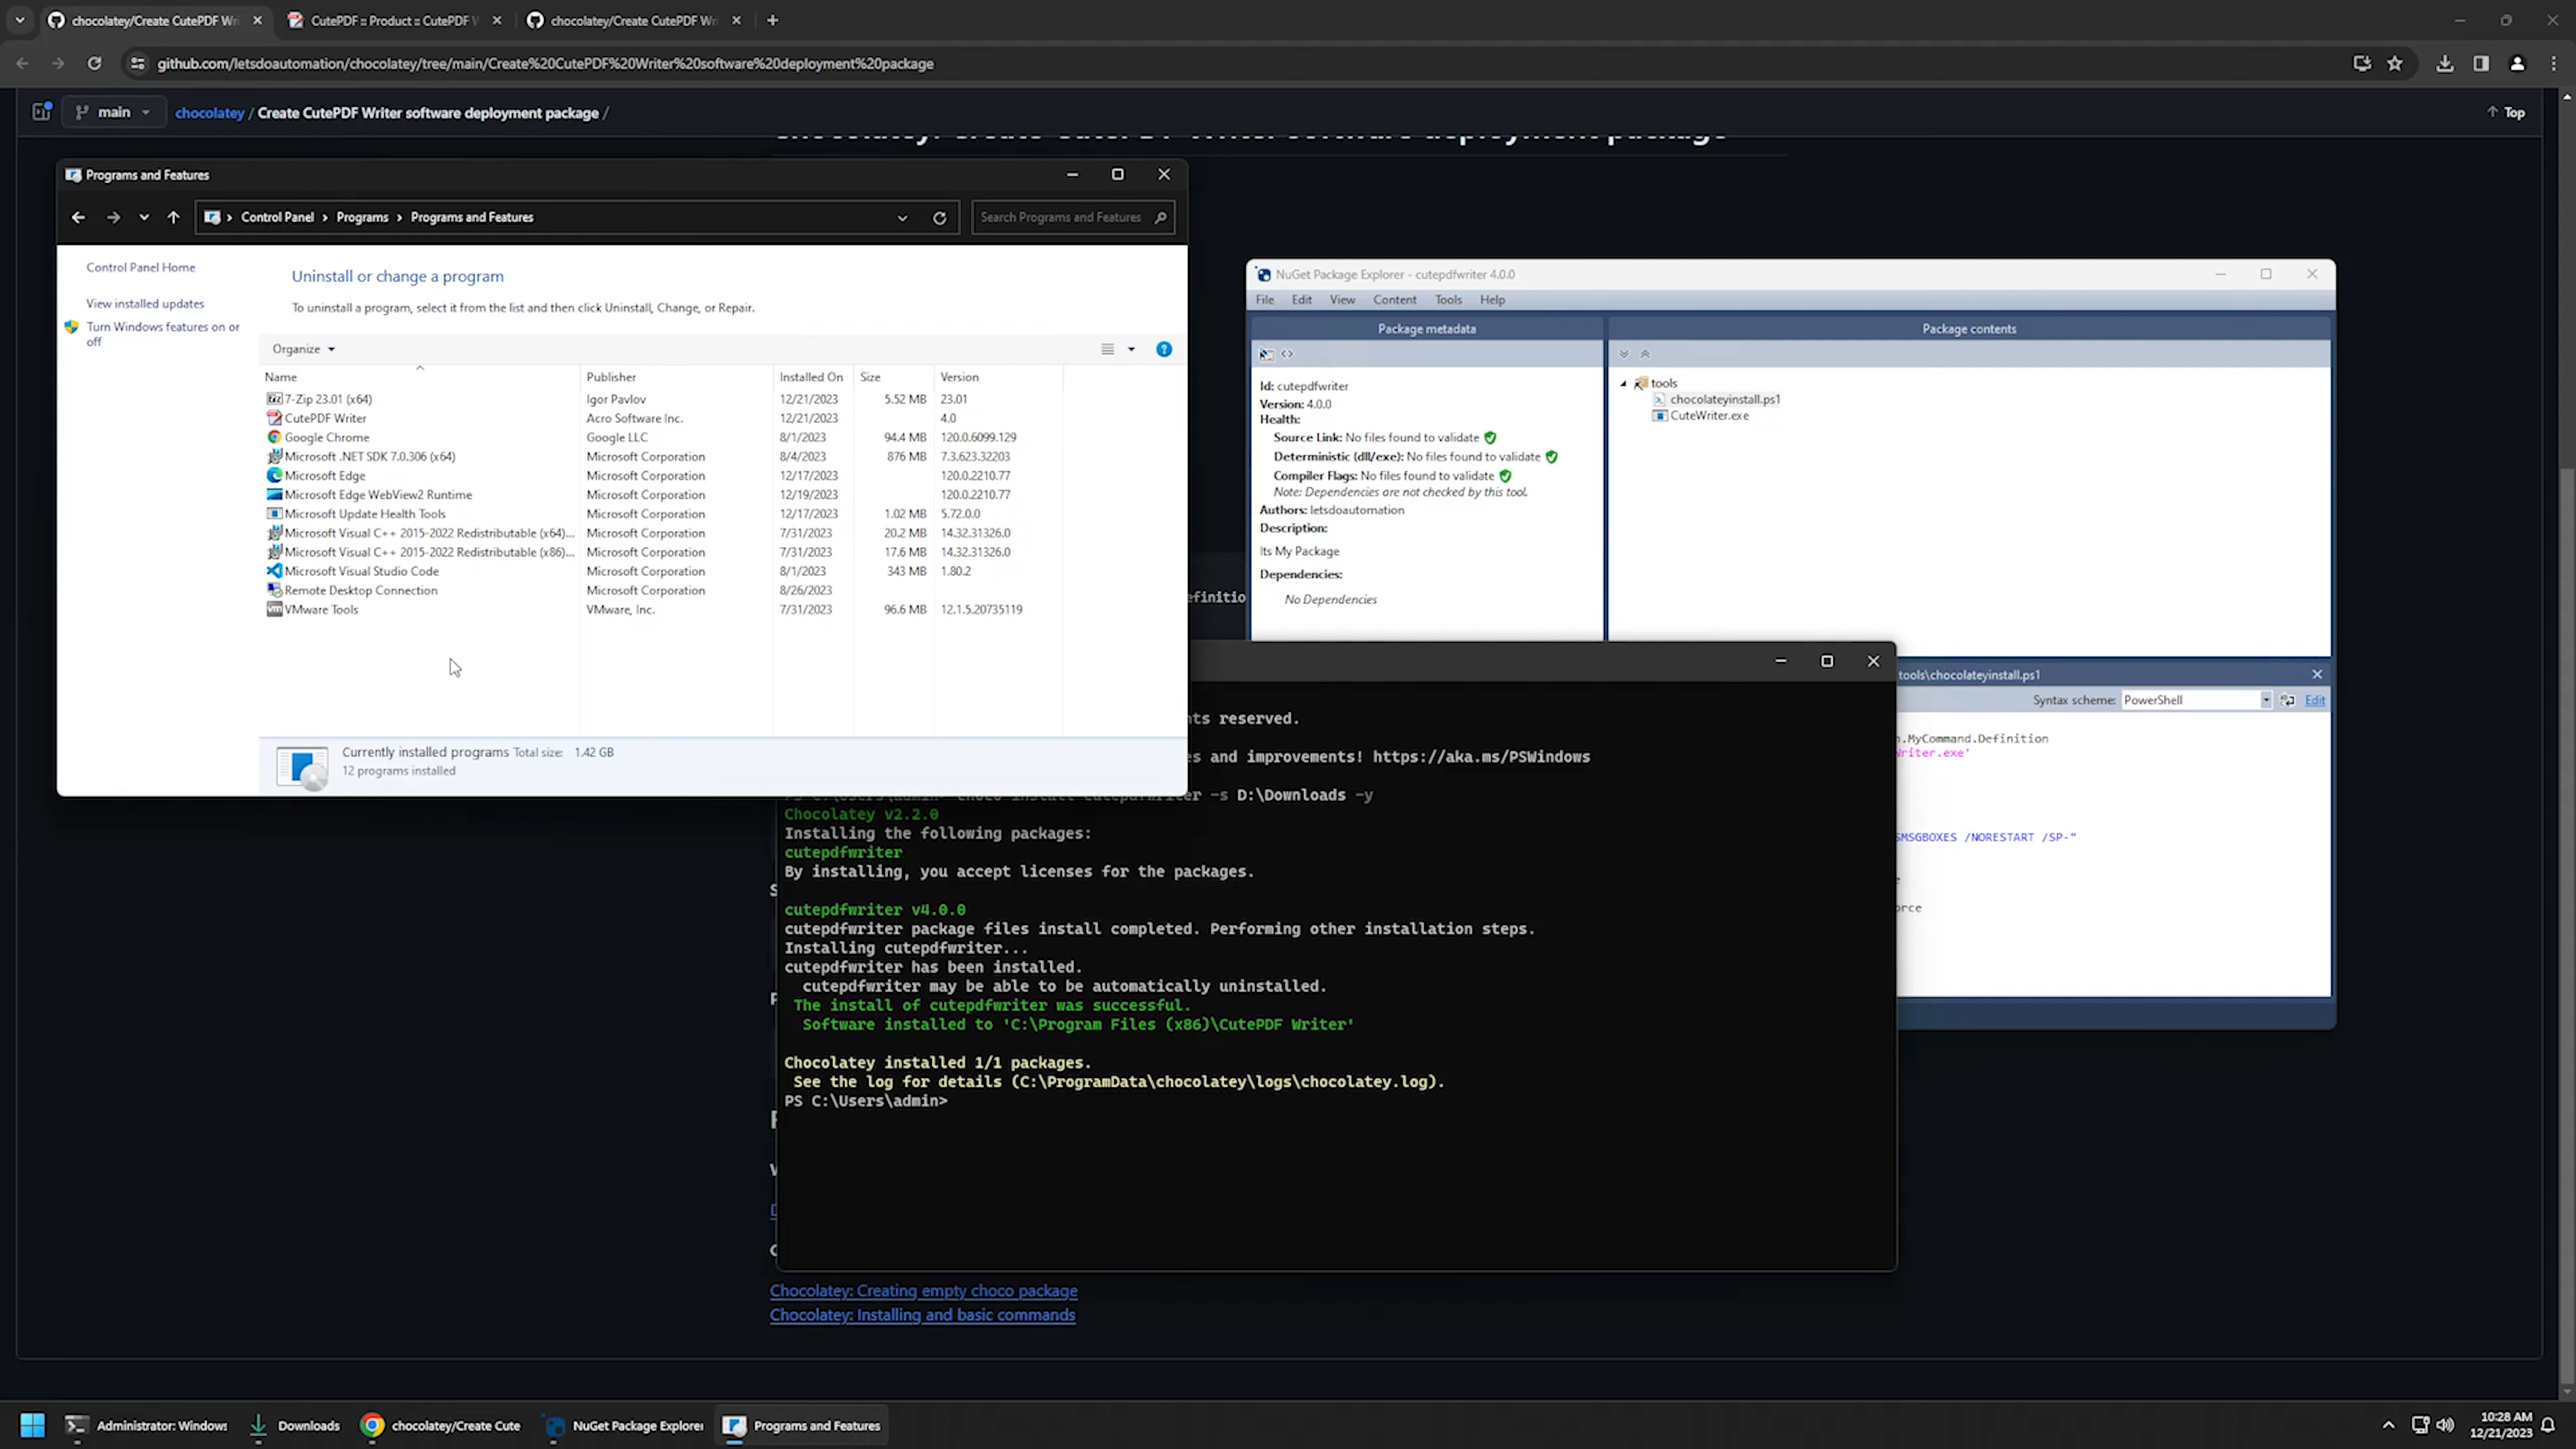 chocolatey/Create CutePDF Wr
CutePDF :: Product :: CutePDF W
chocolatey/Create CutePDF Wr
github.com/letsdoautomation/chocolatey/tree/main/Create%20CutePDF%20Writer%20software%20deployment%20package
main
chocolatey / Create CutePDF Writer software deployment package /
Top
Programs and Features
Control Panel > Programs > Programs and Features
Search Programs and Features
Control Panel Home
View installed updates
Turn Windows features on or
off
Uninstall or change a program
To uninstall a program, select it from the list and then click Uninstall, Change, or Repair.
Organize
Name Publisher Installed On Size Version
7-Zip 23.01 (x64) Igor Pavlov 12/21/2023 5.52 MB 23.01
CutePDF Writer Acro Software Inc. 12/21/2023 4.0
Google Chrome Google LLC 8/1/2023 94.4 MB 120.0.6099.129
Microsoft .NET SDK 7.0.306 (x64) Microsoft Corporation 8/4/2023 876 MB 7.3.623.32203
Microsoft Edge Microsoft Corporation 12/17/2023 120.0.2210.77
Microsoft Edge WebView2 Runtime Microsoft Corporation 12/19/2023 120.0.2210.77
Microsoft Update Health Tools Microsoft Corporation 12/17/2023 1.02 MB 5.72.0.0
Microsoft Visual C++ 2015-2022 Redistributable (x64)... Microsoft Corporation 7/31/2023 20.2 MB 14.32.31326.0
Microsoft Visual C++ 2015-2022 Redistributable (x86)... Microsoft Corporation 7/31/2023 17.6 MB 14.32.31326.0
Microsoft Visual Studio Code Microsoft Corporation 8/1/2023 343 MB 1.80.2
Remote Desktop Connection Microsoft Corporation 8/26/2023
VMware Tools VMware, Inc. 7/31/2023 96.6 MB 12.1.5.20735119
Currently installed programs Total size: 1.42 GB
12 programs installed
NuGet Package Explorer - cutepdfwriter 4.0.0
File Edit View Content Tools Help
Package metadata
Package contents
Id: cutepdfwriter
Version: 4.0.0
Health:
Source Link: No files found to validate
Deterministic (dll/exe): No files found to validate
Compiler Flags: No files found to validate
Note: Dependencies are not checked by this tool.
Authors: letsdoautomation
Description:
Its My Package
Dependencies:
No Dependencies
tools
chocolateyinstall.ps1
CuteWriter.exe
efinitio
tools\chocolateyinstall.ps1
Syntax scheme: PowerShell Edit
n.MyCommand.Definition
Writer.exe'
SMSGBOXES /NORESTART /SP-"
orce
nts reserved.
es and improvements! https://aka.ms/PSWindows
PS C:\Users\admin> choco install cutepdfwriter -s D:\Downloads -y
Chocolatey v2.2.0
Installing the following packages:
cutepdfwriter
By installing, you accept licenses for the packages.
cutepdfwriter v4.0.0
cutepdfwriter package files install completed. Performing other installation steps.
Installing cutepdfwriter...
cutepdfwriter has been installed.
cutepdfwriter may be able to be automatically uninstalled.
The install of cutepdfwriter was successful.
Software installed to 'C:\Program Files (x86)\CutePDF Writer'
Chocolatey installed 1/1 packages.
See the log for details (C:\ProgramData\chocolatey\logs\chocolatey.log).
PS C:\Users\admin>
Chocolatey: Creating empty choco package
Chocolatey: Installing and basic commands
Administrator: Windows
Downloads
chocolatey/Create Cute
NuGet Package Explorer
Programs and Features
10:28 AM
12/21/2023